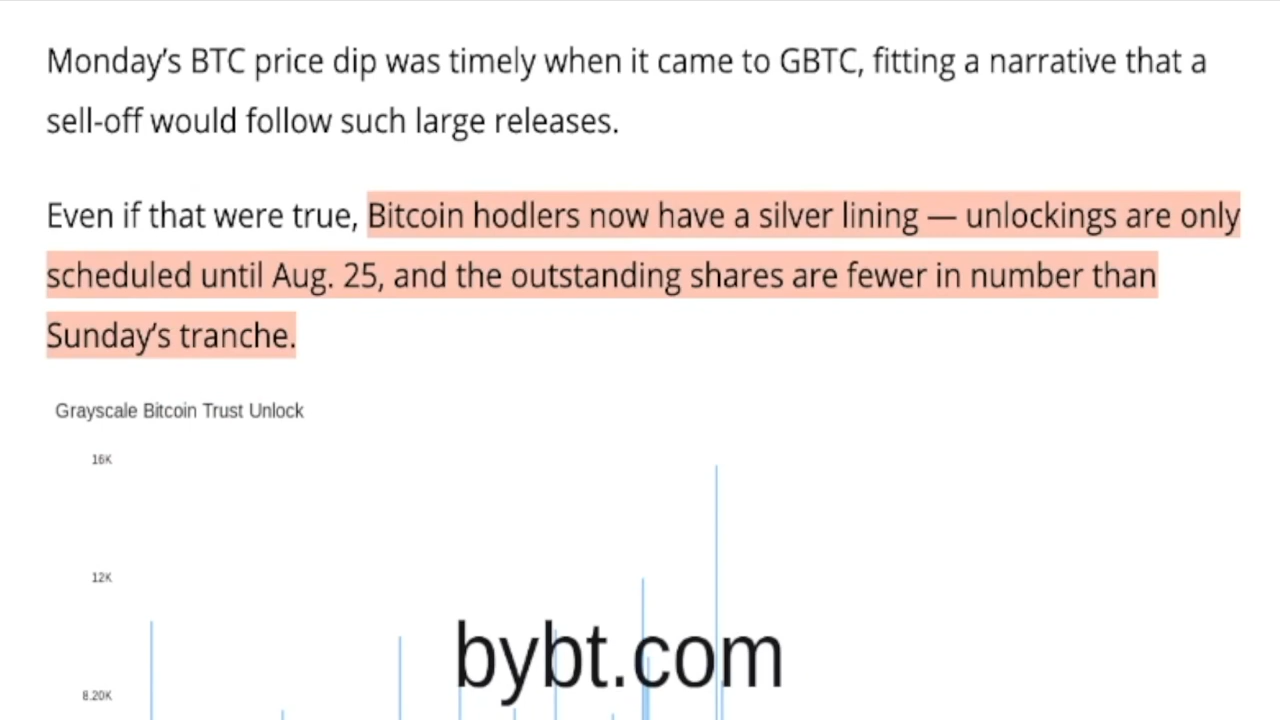 Monday’s BTC price dip was timely when it came to GBTC, fitting a narrative that a
sell-off would follow such large releases.
Even if that were true, Bitcoin hodlers now have a silver lining — unlockings are only
scheduled until Aug. 25, and the outstanding shares are fewer in number than
Sunday’s tranche.
Grayscale Bitcoin Trust Unlock
16K
12K
bybt.com
8.20K